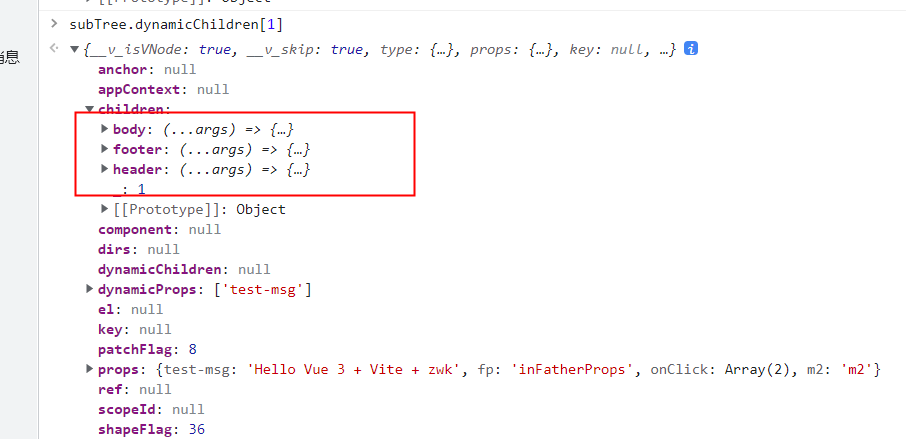 [[Prototype]]: Object
subTree.dynamicChildren[1]
{__v_isVNode: true, __v_skip: true, type: {…}, props: {…}, key: null, …}
消息
anchor: null
appContext: null
children:
body: (...args) => {…}
footer: (...args) => {…}
header: (...args) => {…}
_: 1
[[Prototype]]: Object
component: null
dirs: null
dynamicChildren: null
dynamicProps: ['test-msg']
el: null
key: null
patchFlag: 8
props: {test-msg: 'Hello Vue 3 + Vite + zwk', fp: 'inFatherProps', onClick: Array(2), m2: 'm2'}
ref: null
scopeId: null
shapeFlag: 36